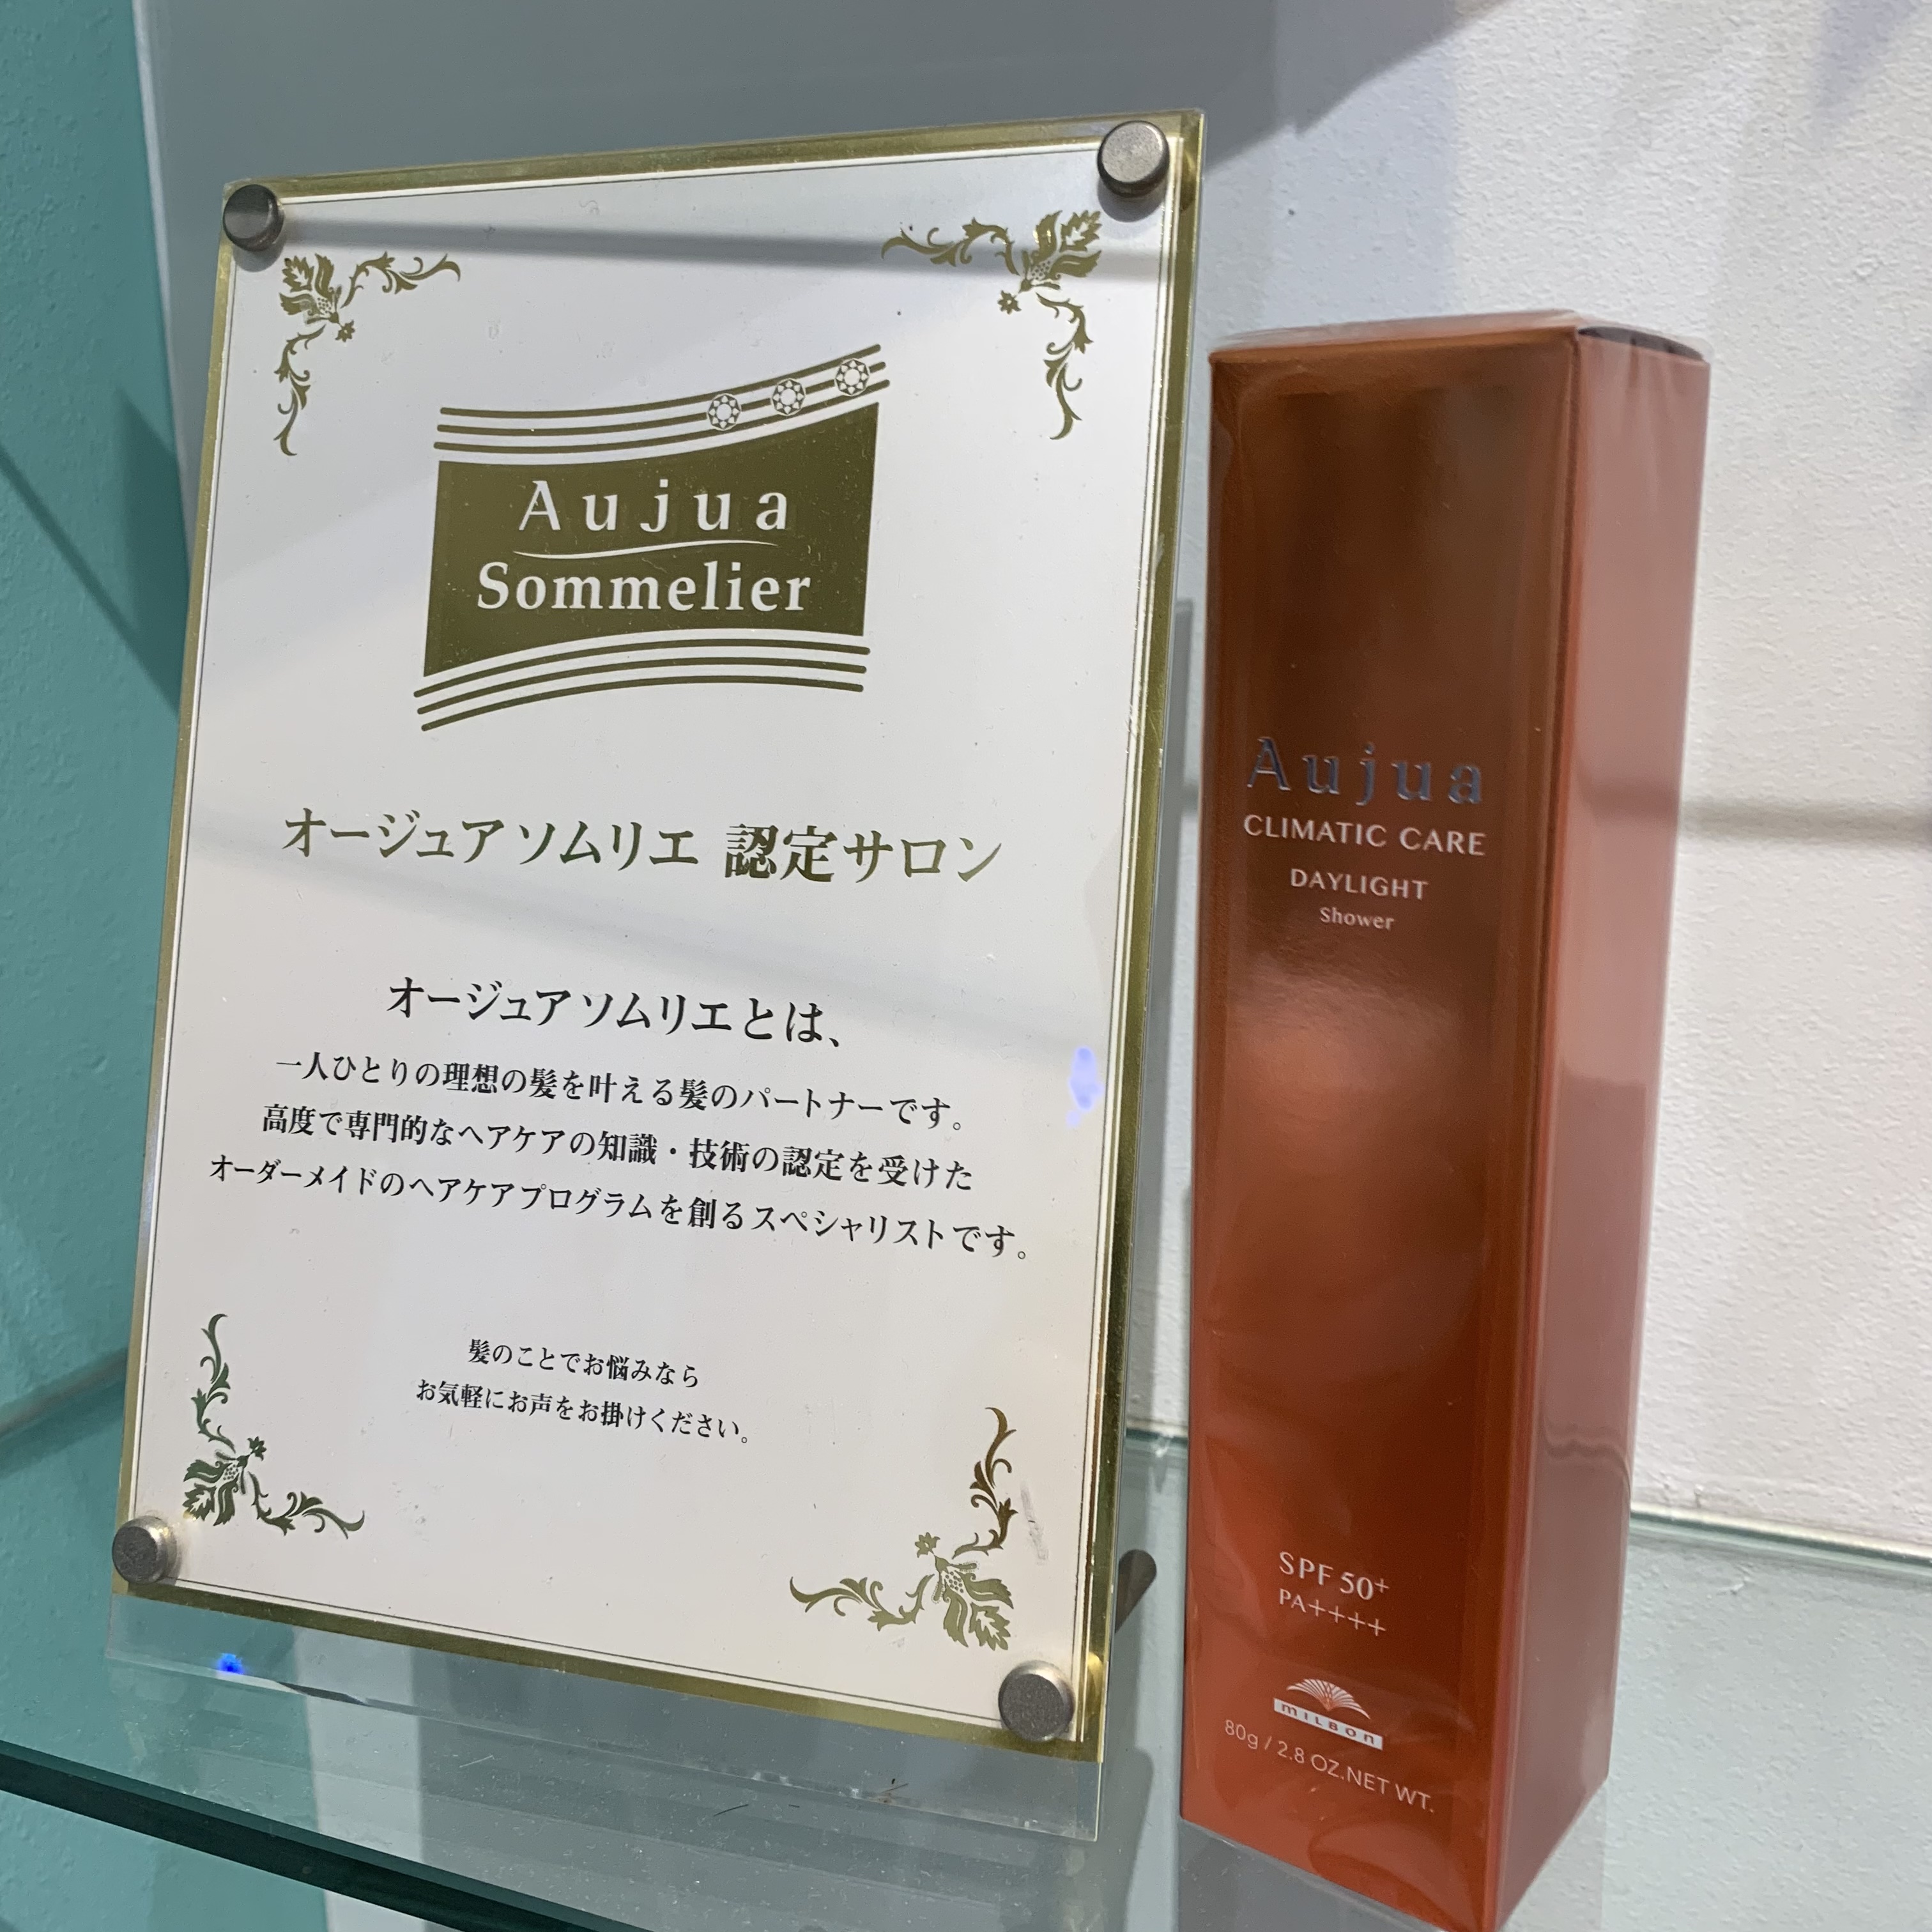 Aujua
Sommelier
オージュア ソムリエ 認定サロン
オージュア ソムリエとは、
一人ひとりの理想の髪を叶える髪のパートナーです。
高度で専門的なヘアケアの知識・技術の認定を受けた
オーダーメイドのヘアケアプログラムを創るスペシャリストです。
髪のことでお悩みなら
お気軽にお声をお掛けください。
Aujua
CLIMATIC CARE
DAYLIGHT
Shower
SPF 50+
PA++++
MILBON
80g / 2.8 OZ.NET WT.